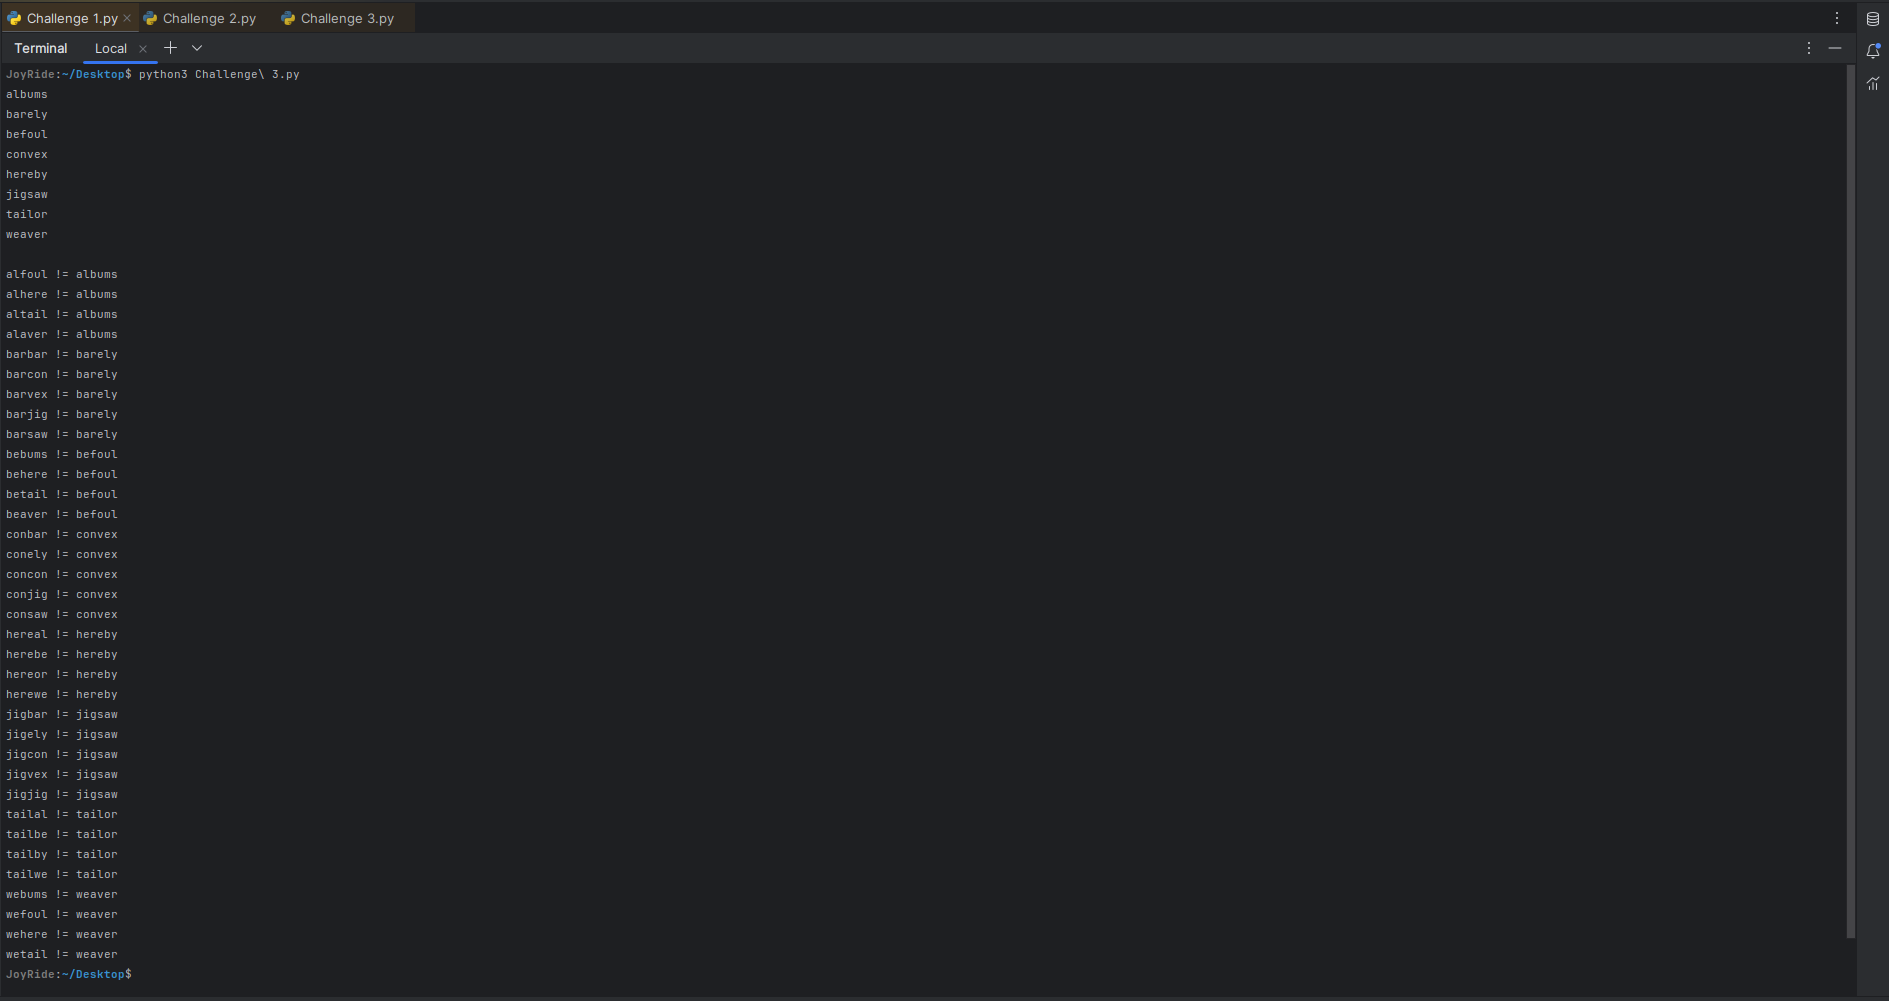 Challenge 1.py Challenge 2.py Challenge 3.py
Terminal Local
JoyRide:~/Desktop$ python3 Challenge\ 3.py
albums
barely
befoul
convex
hereby
jigsaw
tailor
weaver
alfoul != albums
alhere != albums
altail != albums
alaver != albums
barbar != barely
barcon != barely
barvex != barely
barjig != barely
barsaw != barely
bebums != befoul
behere != befoul
betail != befoul
beaver != befoul
conbar != convex
conely != convex
concon != convex
conjig != convex
consaw != convex
hereal != hereby
herebe != hereby
hereor != hereby
herewe != hereby
jigbar != jigsaw
jigely != jigsaw
jigcon != jigsaw
jigvex != jigsaw
jigjig != jigsaw
tailal != tailor
tailbe != tailor
tailby != tailor
tailwe != tailor
webums != weaver
wefoul != weaver
wehere != weaver
wetail != weaver
JoyRide:~/Desktop$